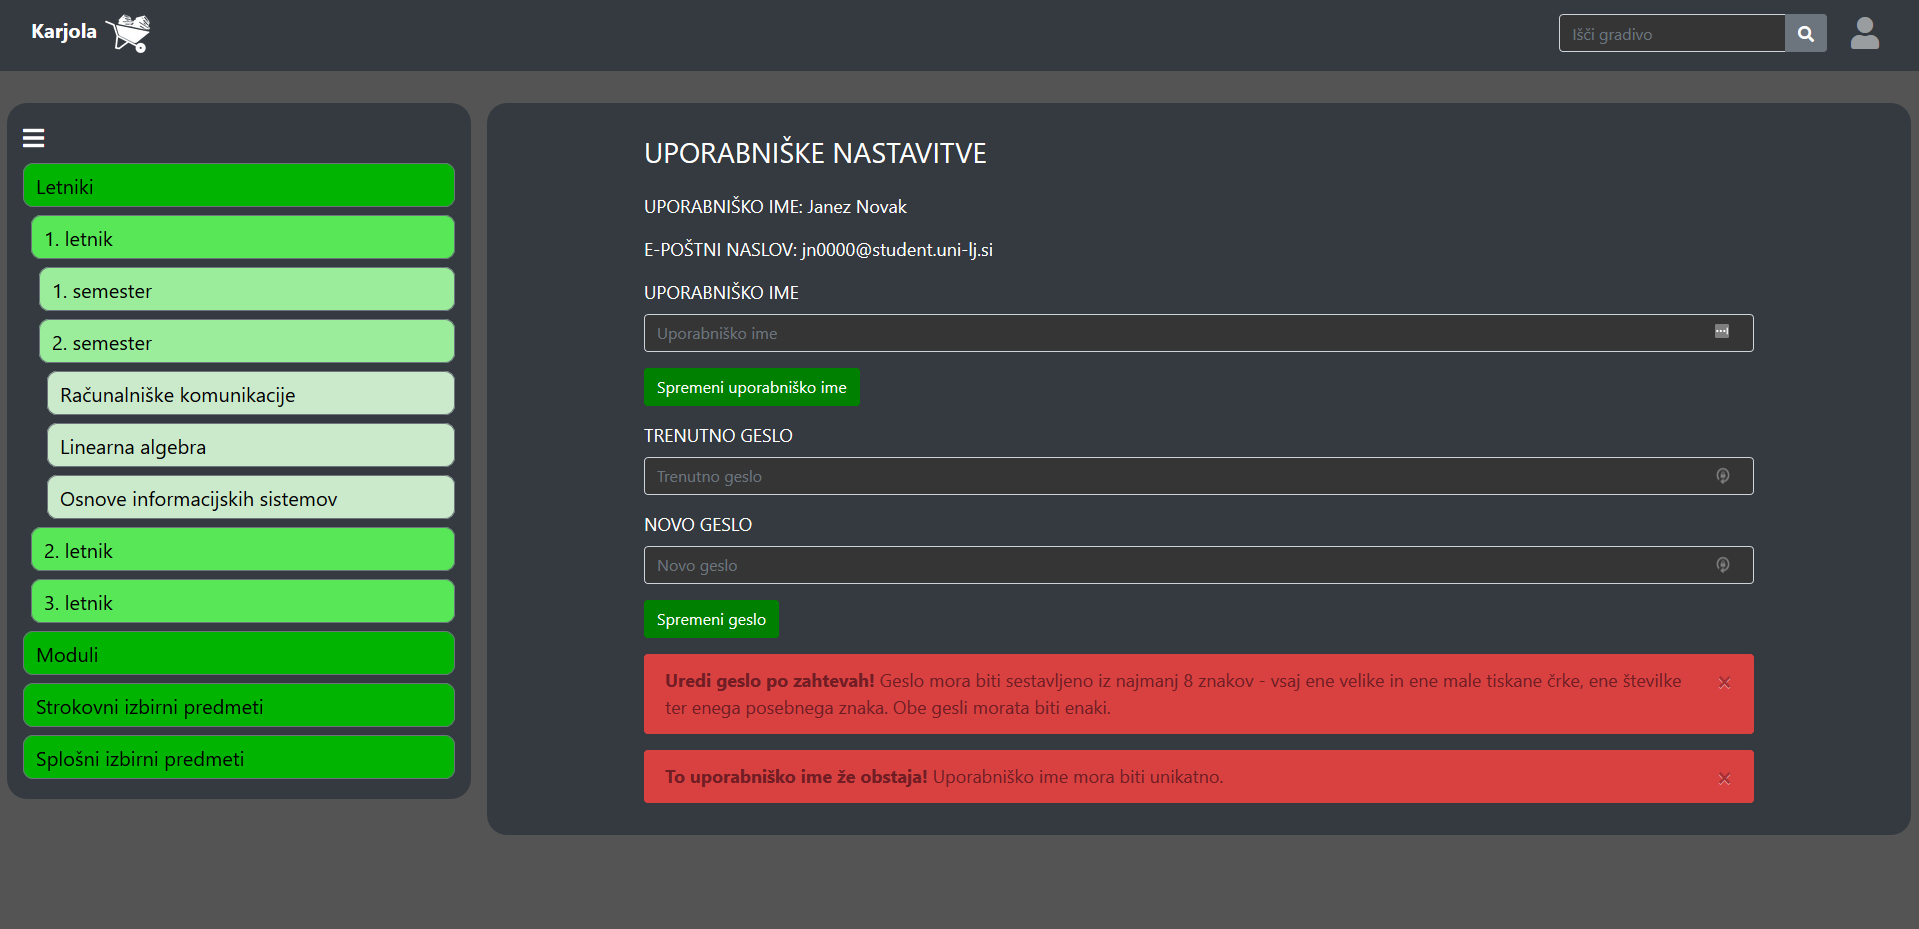 Karjola
Išči gradivo
Letniki
1. letnik
1. semester
2. semester
Računalniške komunikacije
Linearna algebra
Osnove informacijskih sistemov
2. letnik
3. letnik
Moduli
Strokovni izbirni predmeti
Splošni izbirni predmeti
UPORABNIŠKE NASTAVITVE
UPORABNIŠKO IME: Janez Novak
E-POŠTNI NASLOV: jn0000@student.uni-lj.si
UPORABNIŠKO IME
Uporabniško ime
Spremeni uporabniško ime
TRENUTNO GESLO
Trenutno geslo
NOVO GESLO
Novo geslo
Spremeni geslo
Uredi geslo po zahtevah! Geslo mora biti sestavljeno iz najmanj 8 znakov - vsaj ene velike in ene male tiskane črke, ene številke
ter enega posebnega znaka. Obe gesli morata biti enaki.
To uporabniško ime že obstaja! Uporabniško ime mora biti unikatno.